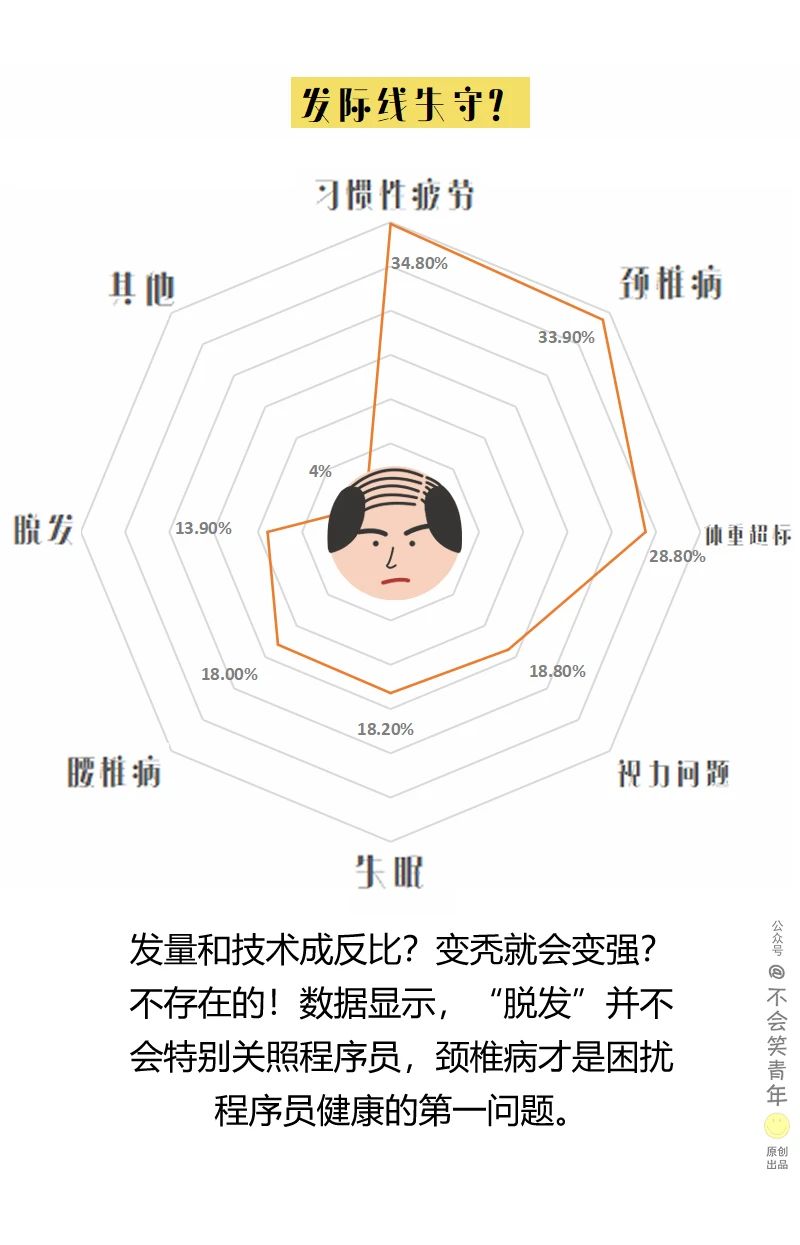 发际线失守？
习惯性疲劳
34.80%
颈椎病
33.90%
体重超标
28.80%
视力问题
18.80%
失眠
18.20%
腰椎病
18.00%
脱发
13.90%
其他
4%
发量和技术成反比？变秃就会变强？
不存在的！数据显示，“脱发”并不
会特别关照程序员，颈椎病才是困扰
程序员健康的第一问题。
公众号
@不会笑青年
原创
出品